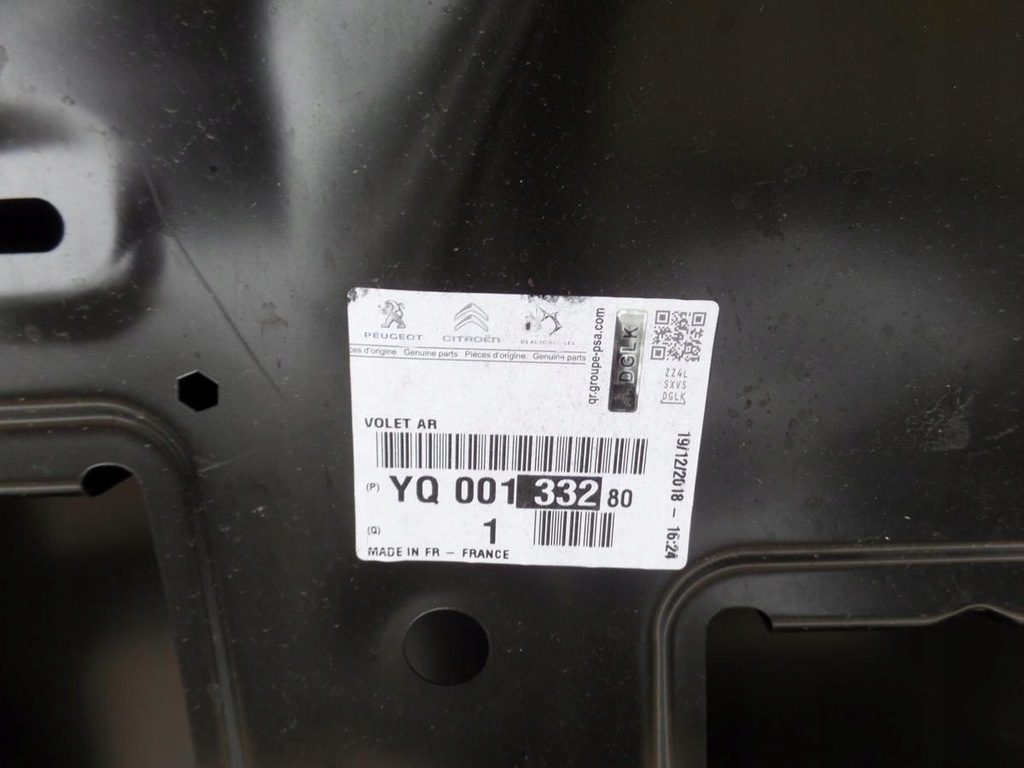 PEUGEOT CITROËN
ces d'origine Genuine parts Pièces d'origine Genuine parts
qr.groupe-psa.com
DGLK
ZZ4L
SXVS
DGLK
VOLET AR
(P) YQ 001 332 80
(Q) 1
MADE IN FR – FRANCE
19/12/2018 – 16:24